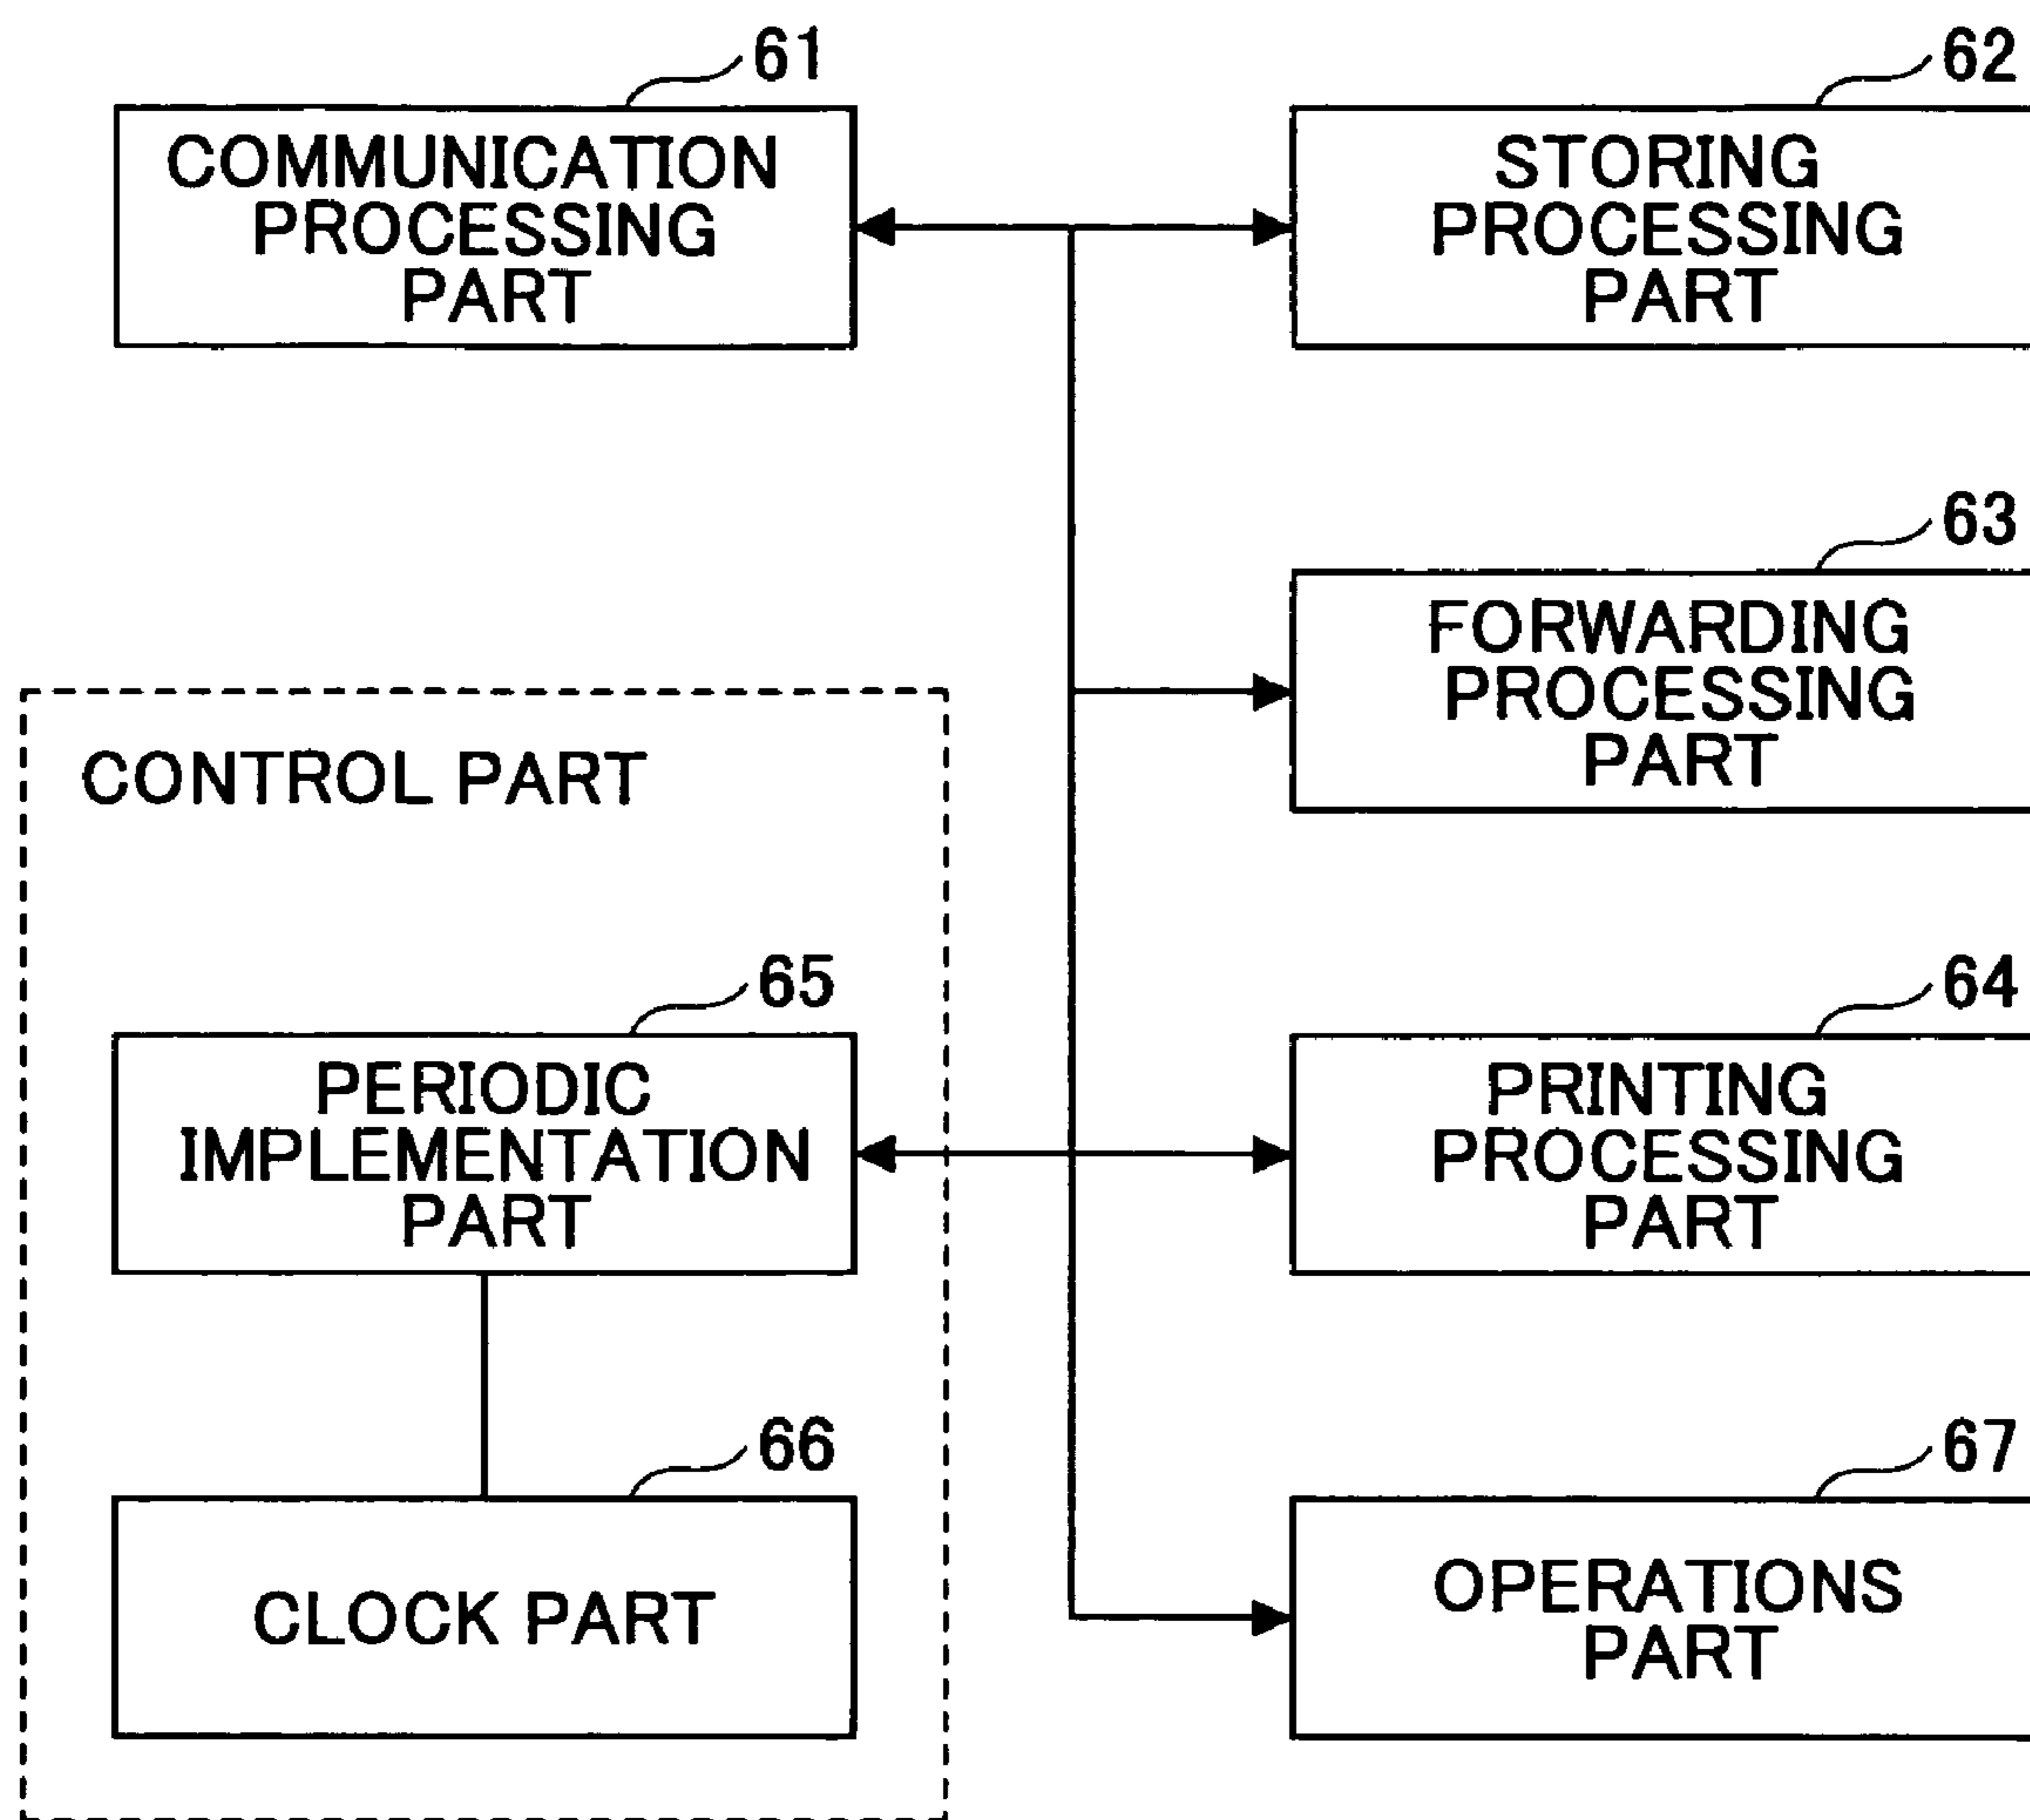 61
COMMUNICATION
PROCESSING
PART
62
STORING
PROCESSING
PART
63
FORWARDING
PROCESSING
PART
CONTROL PART
65
PERIODIC
IMPLEMENTATION
PART
64
PRINTING
PROCESSING
PART
66
CLOCK PART
67
OPERATIONS
PART